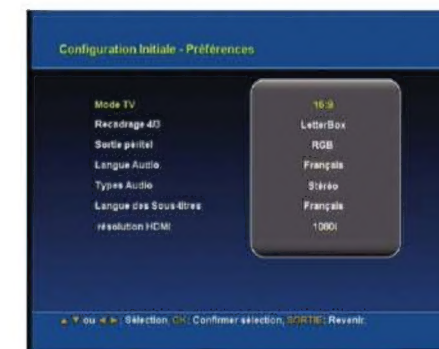 Configuration Initiale - Préférences
Mode TV 16:9
Recadrage 4/3 LetterBox
Sortie péritel RGB
Langue Audio Français
Types Audio Stéréo
Langue des Sous-titres Français
résolution HDMI 1080i
▲ ▼ ou ◄ ►: Sélection, OK: Confirmer sélection, SORTIE: Revenir.